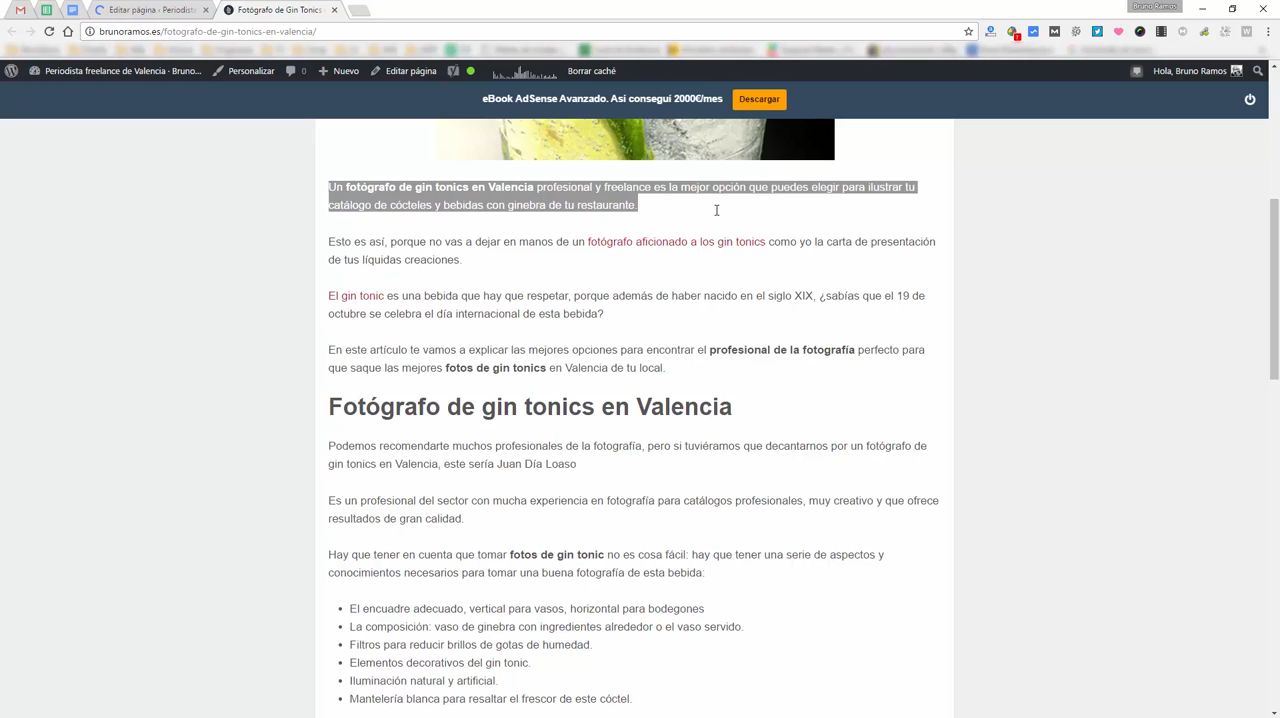 Editar página ‹ Periodist
Fotógrafo de Gin Tonics
Bruno Ramos
brunoramos.es/fotografo-de-gin-tonics-en-valencia/
Periodista freelance de Valencia · Bruno... Personalizar 0 Nuevo Editar página Borrar caché Hola, Bruno Ramos
eBook AdSense Avanzado. Así conseguí 2000€/mes Descargar
Un fotógrafo de gin tonics en Valencia profesional y freelance es la mejor opción que puedes elegir para ilustrar tu
catálogo de cócteles y bebidas con ginebra de tu restaurante.
Esto es así, porque no vas a dejar en manos de un fotógrafo aficionado a los gin tonics como yo la carta de presentación
de tus líquidas creaciones.
El gin tonic es una bebida que hay que respetar, porque además de haber nacido en el siglo XIX, ¿sabías que el 19 de
octubre se celebra el día internacional de esta bebida?
En este artículo te vamos a explicar las mejores opciones para encontrar el profesional de la fotografía perfecto para
que saque las mejores fotos de gin tonics en Valencia de tu local.
Fotógrafo de gin tonics en Valencia
Podemos recomendarte muchos profesionales de la fotografía, pero si tuviéramos que decantarnos por un fotógrafo de
gin tonics en Valencia, este sería Juan Día Loaso
Es un profesional del sector con mucha experiencia en fotografía para catálogos profesionales, muy creativo y que ofrece
resultados de gran calidad.
Hay que tener en cuenta que tomar fotos de gin tonic no es cosa fácil: hay que tener una serie de aspectos y
conocimientos necesarios para tomar una buena fotografía de esta bebida:
• El encuadre adecuado, vertical para vasos, horizontal para bodegones
• La composición: vaso de ginebra con ingredientes alrededor o el vaso servido.
• Filtros para reducir brillos de gotas de humedad.
• Elementos decorativos del gin tonic.
• Iluminación natural y artificial.
• Mantelería blanca para resaltar el frescor de este cóctel.